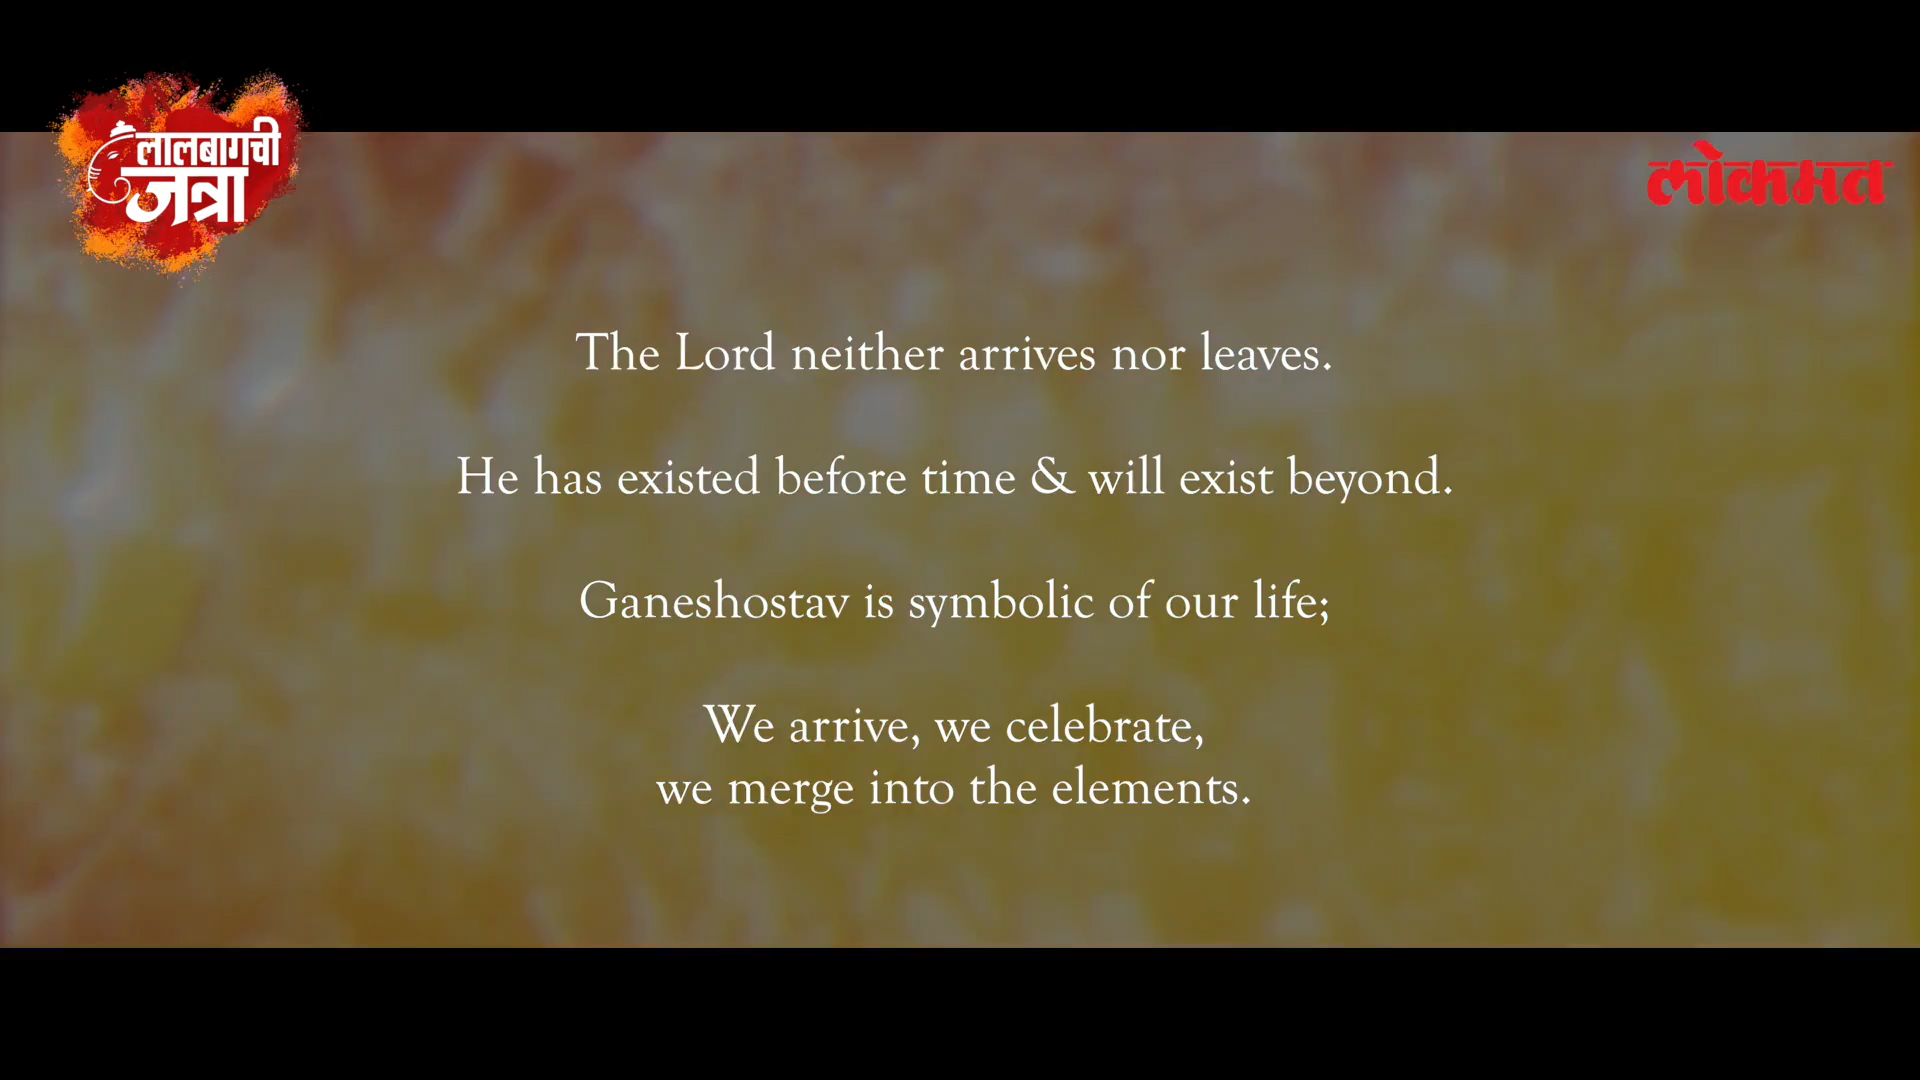 लालबागची
जत्रा
लोकमत
The Lord neither arrives nor leaves.
He has existed before time & will exist beyond.
Ganeshostav is symbolic of our life;
We arrive, we celebrate,
we merge into the elements.